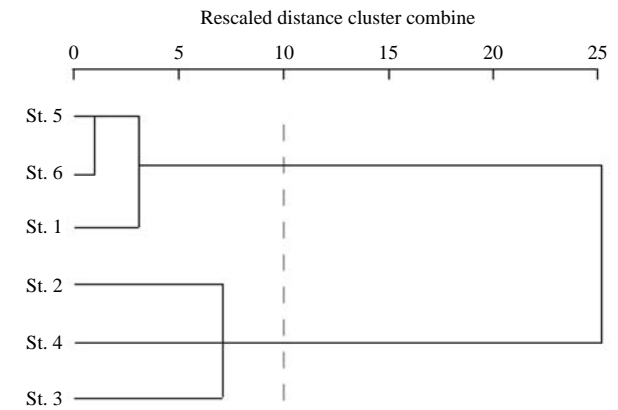 Rescaled distance cluster combine
0 5 10 15 20 25
St. 5
St. 6
St. 1
St. 2
St. 4
St. 3